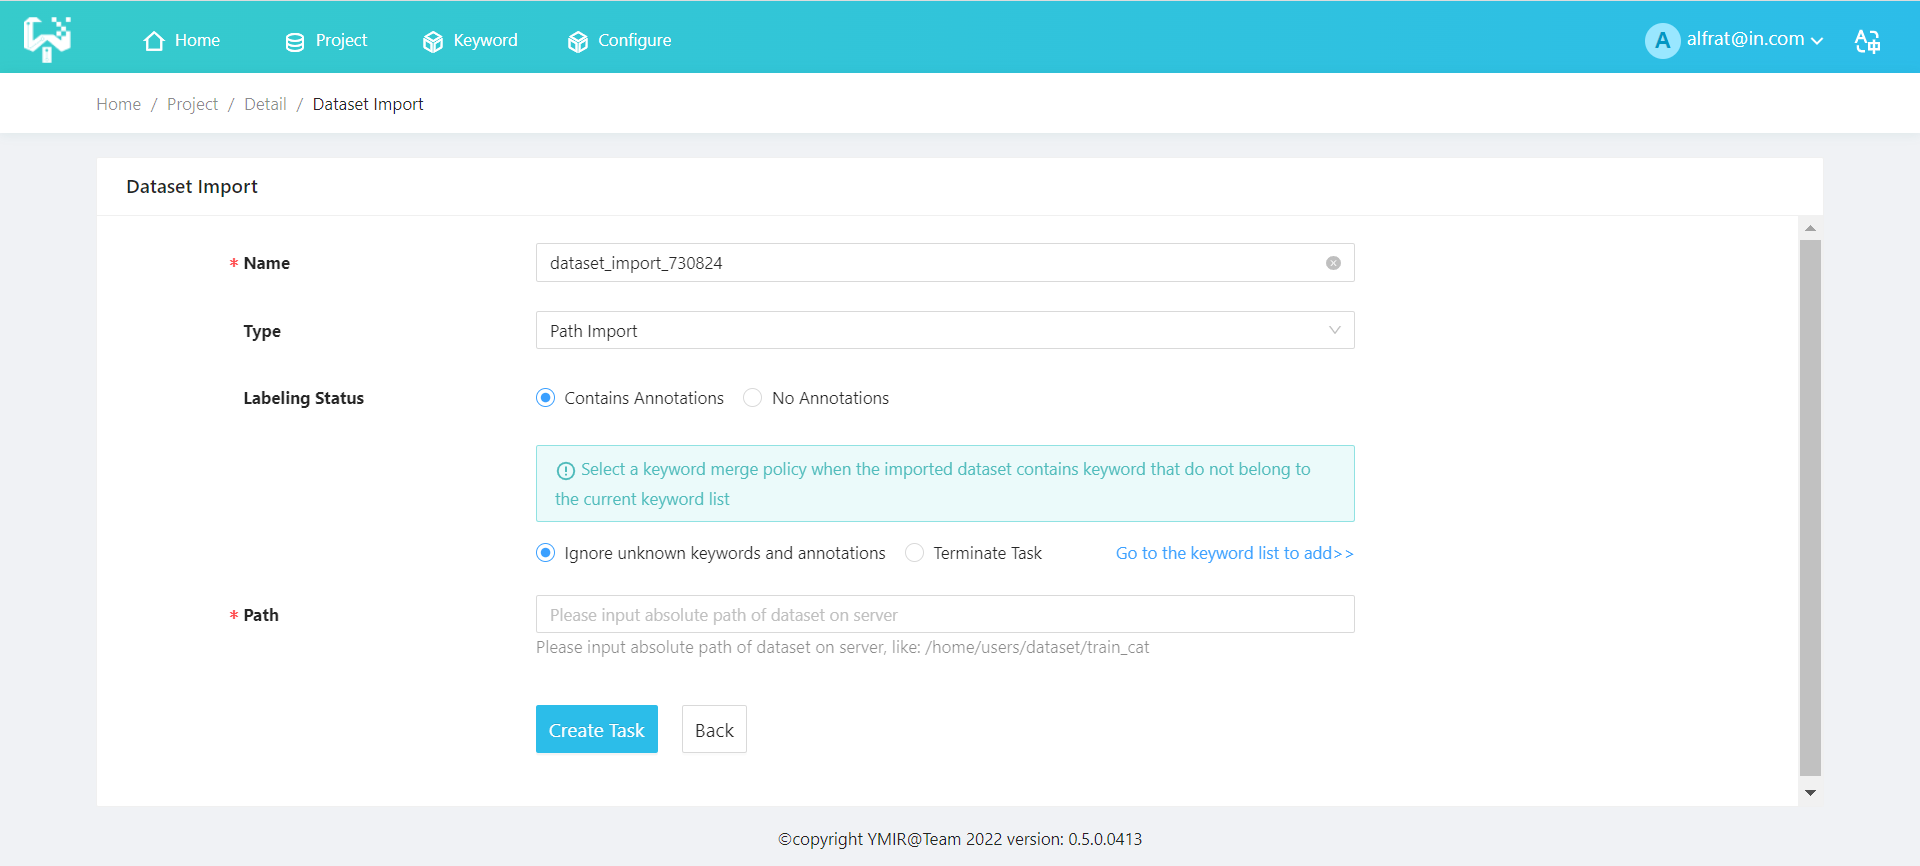 Home Project Keyword Configure A alfrat@in.com
Home / Project / Detail / Dataset Import
Dataset Import
* Name dataset_import_730824
Type Path Import
Labeling Status Contains Annotations No Annotations
Select a keyword merge policy when the imported dataset contains keyword that do not belong to
the current keyword list
Ignore unknown keywords and annotations Terminate Task Go to the keyword list to add>>
* Path Please input absolute path of dataset on server
Please input absolute path of dataset on server, like: /home/users/dataset/train_cat
Create Task Back
©copyright YMIR@Team 2022 version: 0.5.0.0413